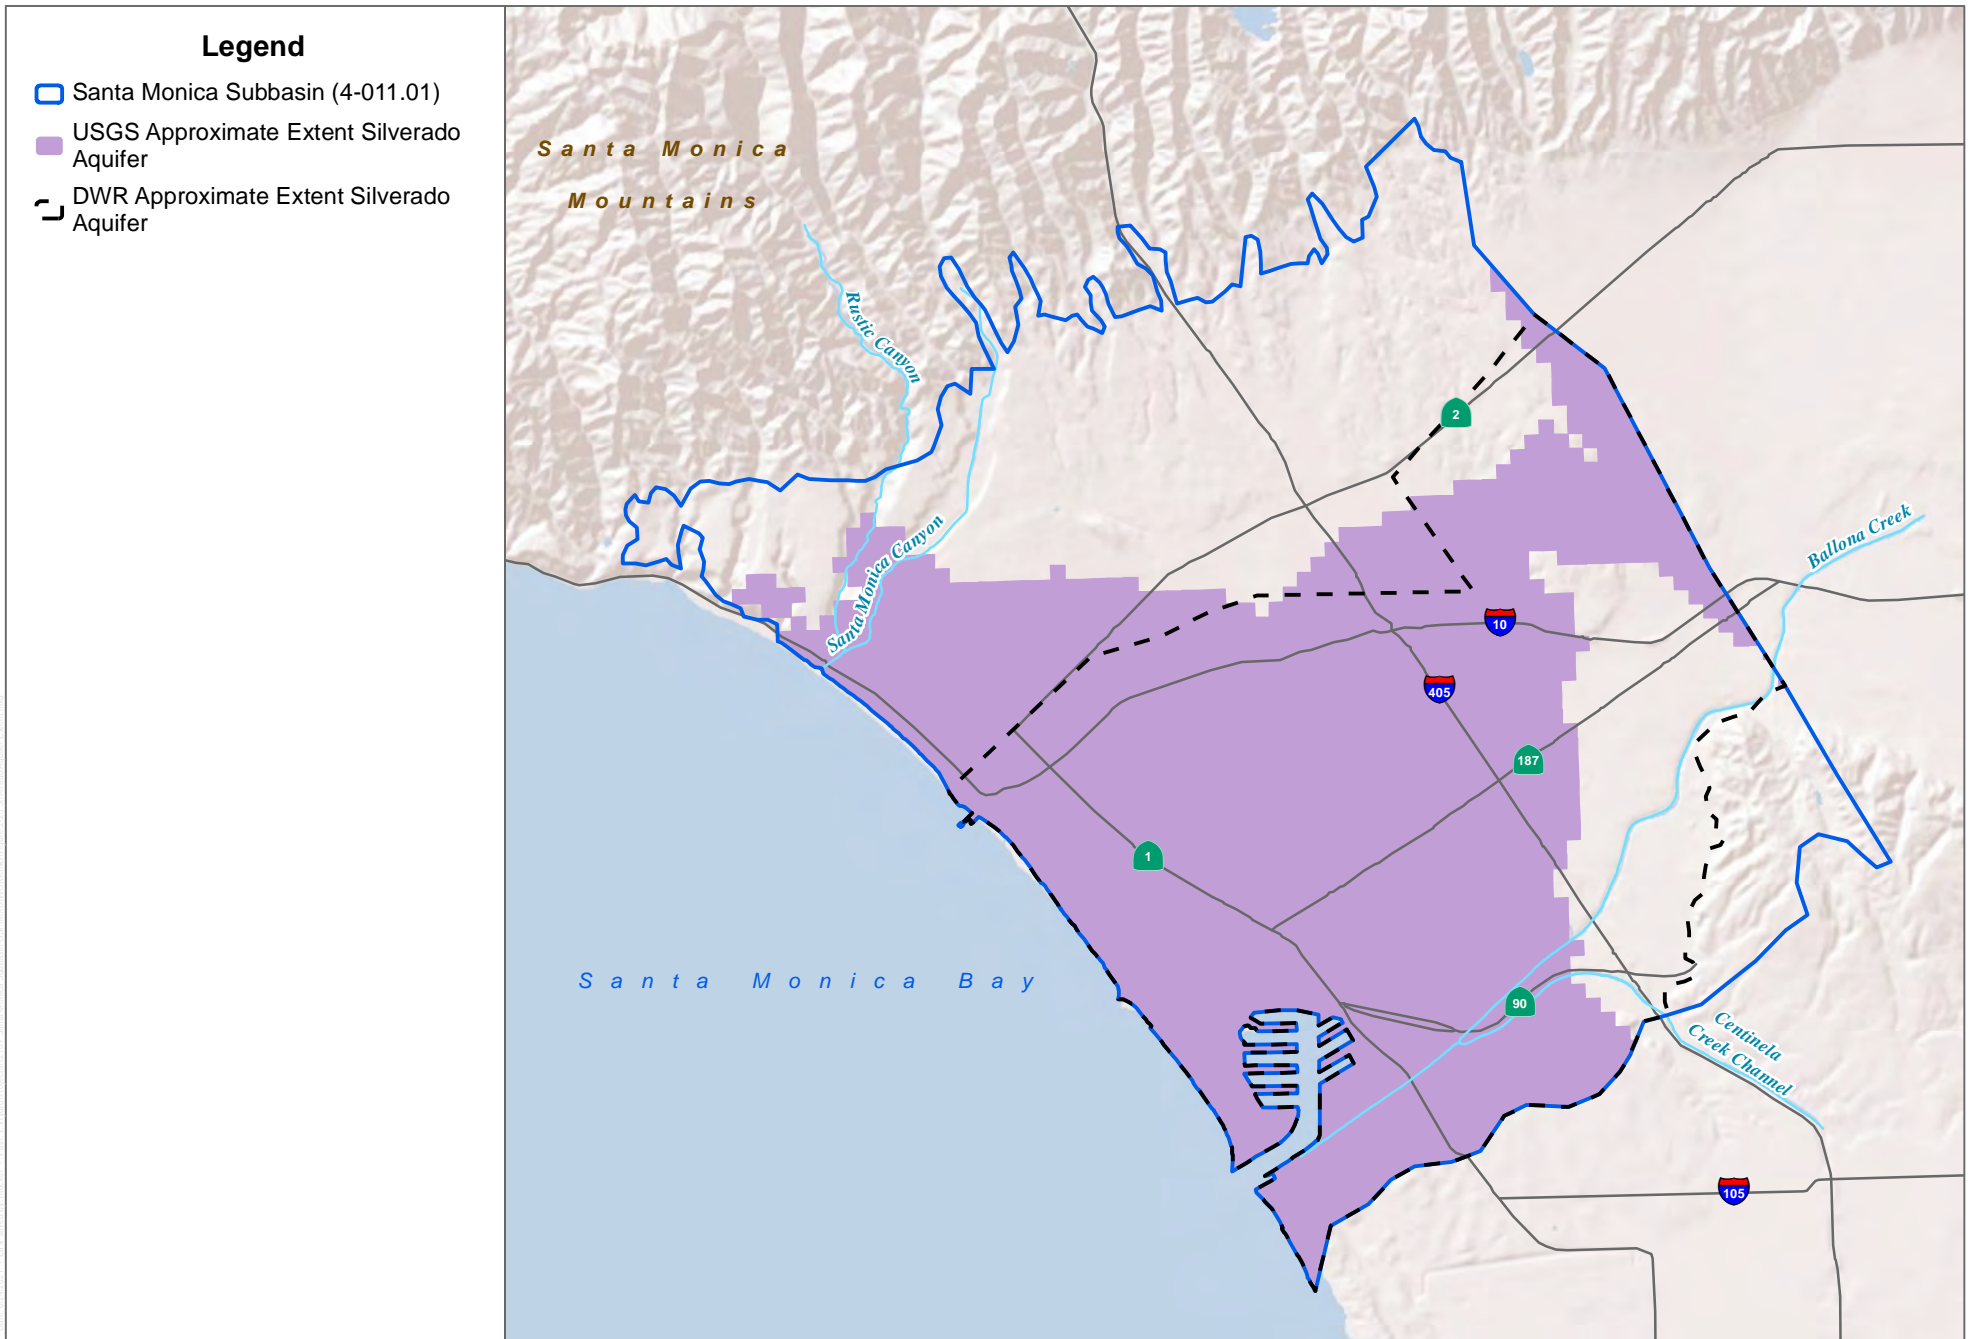 Legend
Santa Monica Subbasin (4-011.01)
USGS Approximate Extent Silverado
Aquifer
DWR Approximate Extent Silverado
Aquifer
Santa Monica
Mountains
Rustic Canyon
Santa Monica Canyon
2
Ballona Creek
10
405
187
1
Santa Monica Bay
90
Centinela
Creek Channel
105